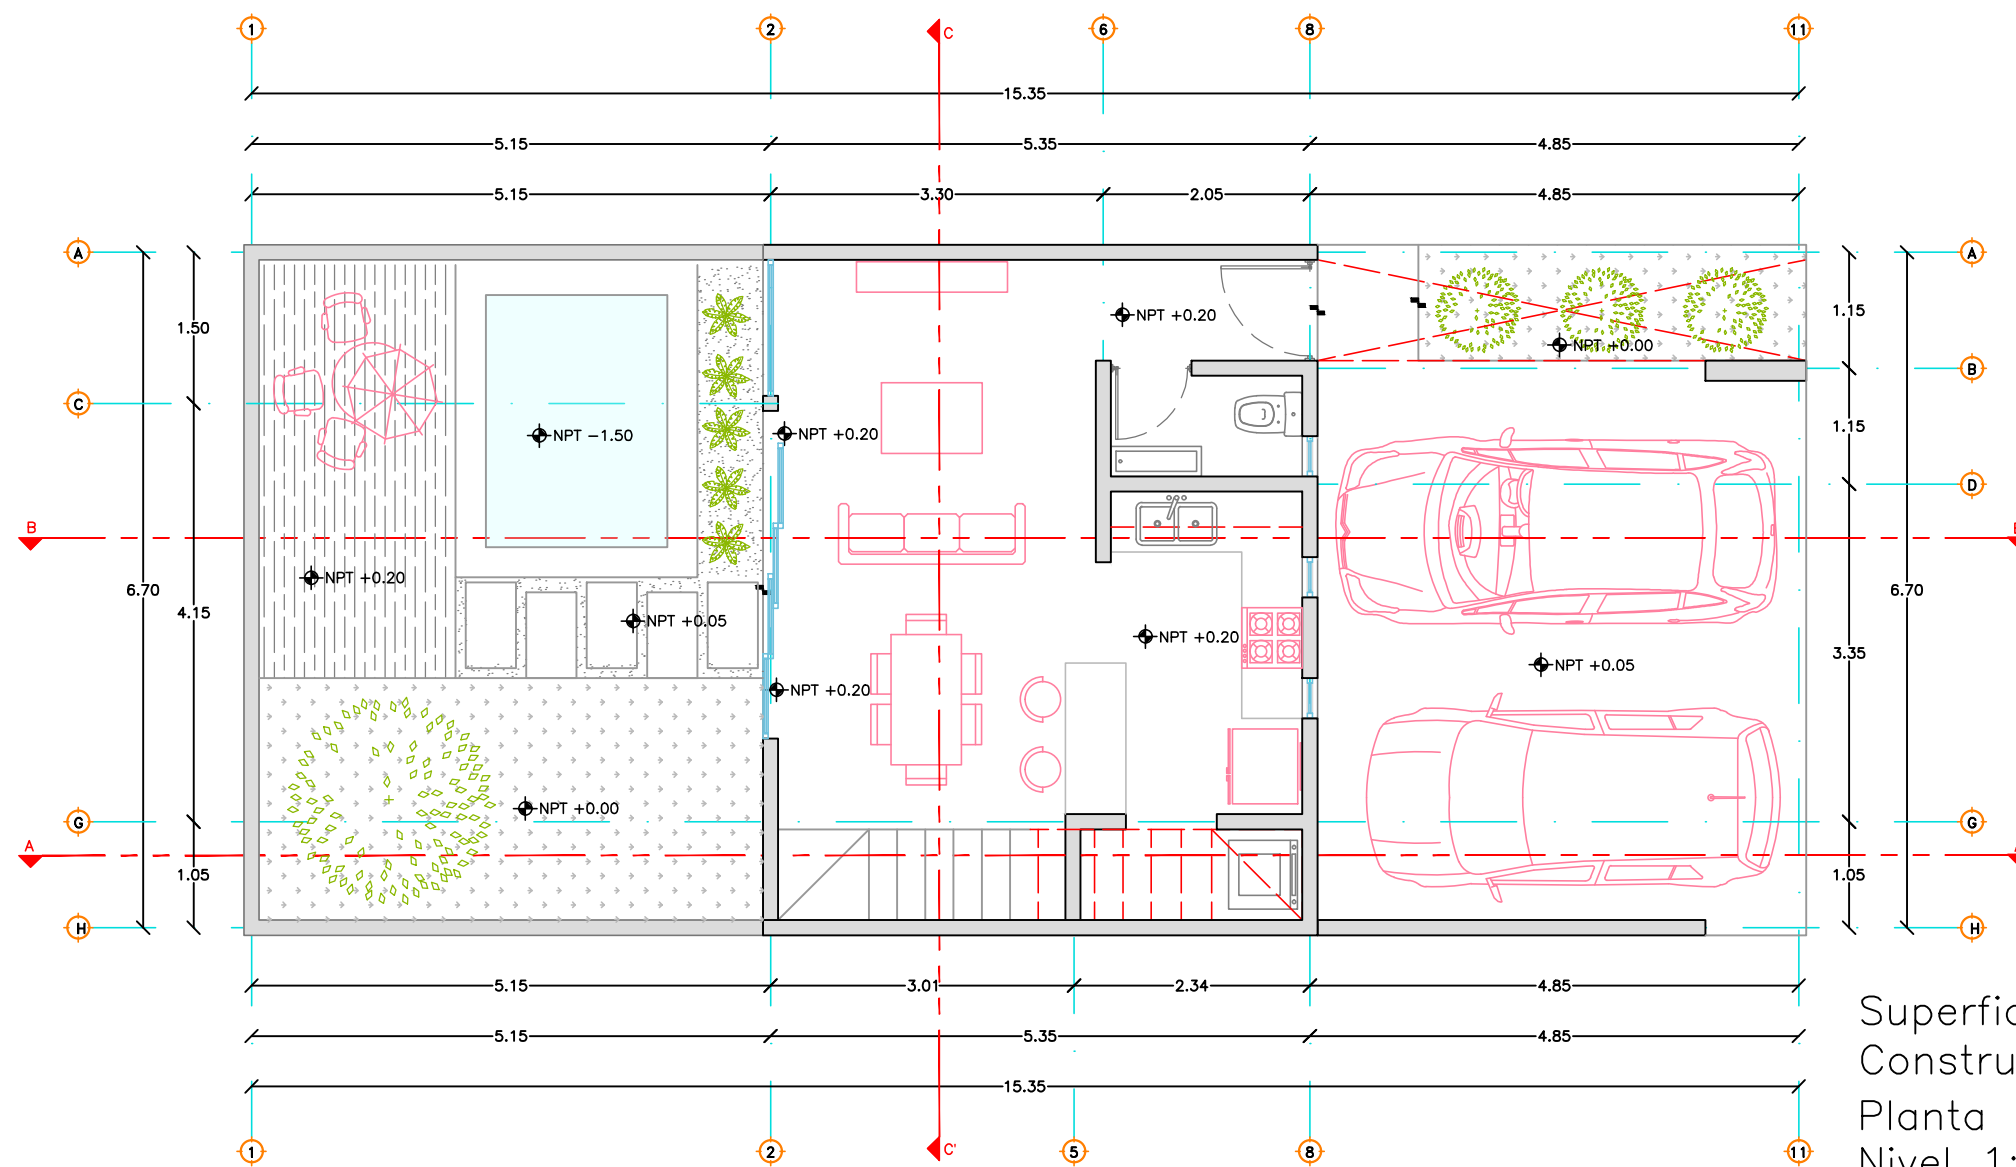 1 2 C 6 8 11
15.35
5.15 5.35 4.85
5.15 3.30 2.05 4.85
A A
1.50 NPT +0.20 1.15
NPT +0.00
B
C
NPT −1.50 NPT +0.20 1.15
D
B
NPT +0.20
6.70 4.15 6.70
NPT +0.05
NPT +0.20 3.35
NPT +0.05
NPT +0.20
NPT +0.00
G G
A
1.05 1.05
H H
5.15 3.01 2.34 4.85
5.15 5.35 4.85
15.35
1 2 C' 5 8 11
Superfic
Constru
Planta
Nivel 1: